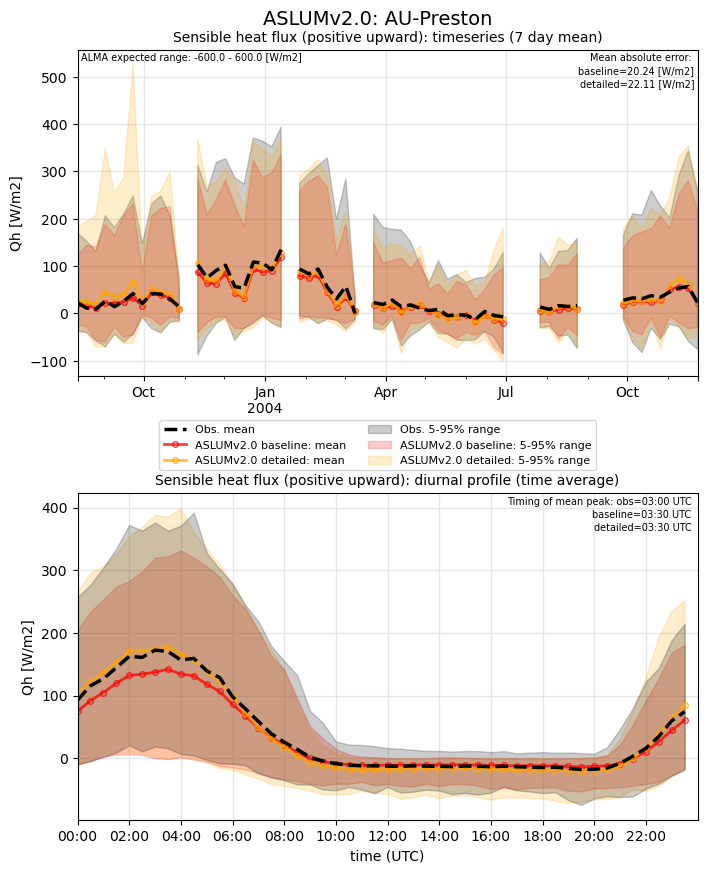 ASLUMv2.0: AU-Preston
Sensible heat flux (positive upward): timeseries (7 day mean)
ALMA expected range: -600.0 - 600.0 [W/m2]
Mean absolute error:
baseline=20.24 [W/m2]
detailed=22.11 [W/m2]
Qh [W/m2]
500
400
300
200
100
0
−100
Oct
Jan
2004
Apr
Jul
Oct
Obs. mean
ASLUMv2.0 baseline: mean
ASLUMv2.0 detailed: mean
Obs. 5-95% range
ASLUMv2.0 baseline: 5-95% range
ASLUMv2.0 detailed: 5-95% range
Sensible heat flux (positive upward): diurnal profile (time average)
Timing of mean peak: obs=03:00 UTC
baseline=03:30 UTC
detailed=03:30 UTC
Qh [W/m2]
400
300
200
100
0
00:00 02:00 04:00 06:00 08:00 10:00 12:00 14:00 16:00 18:00 20:00 22:00
time (UTC)